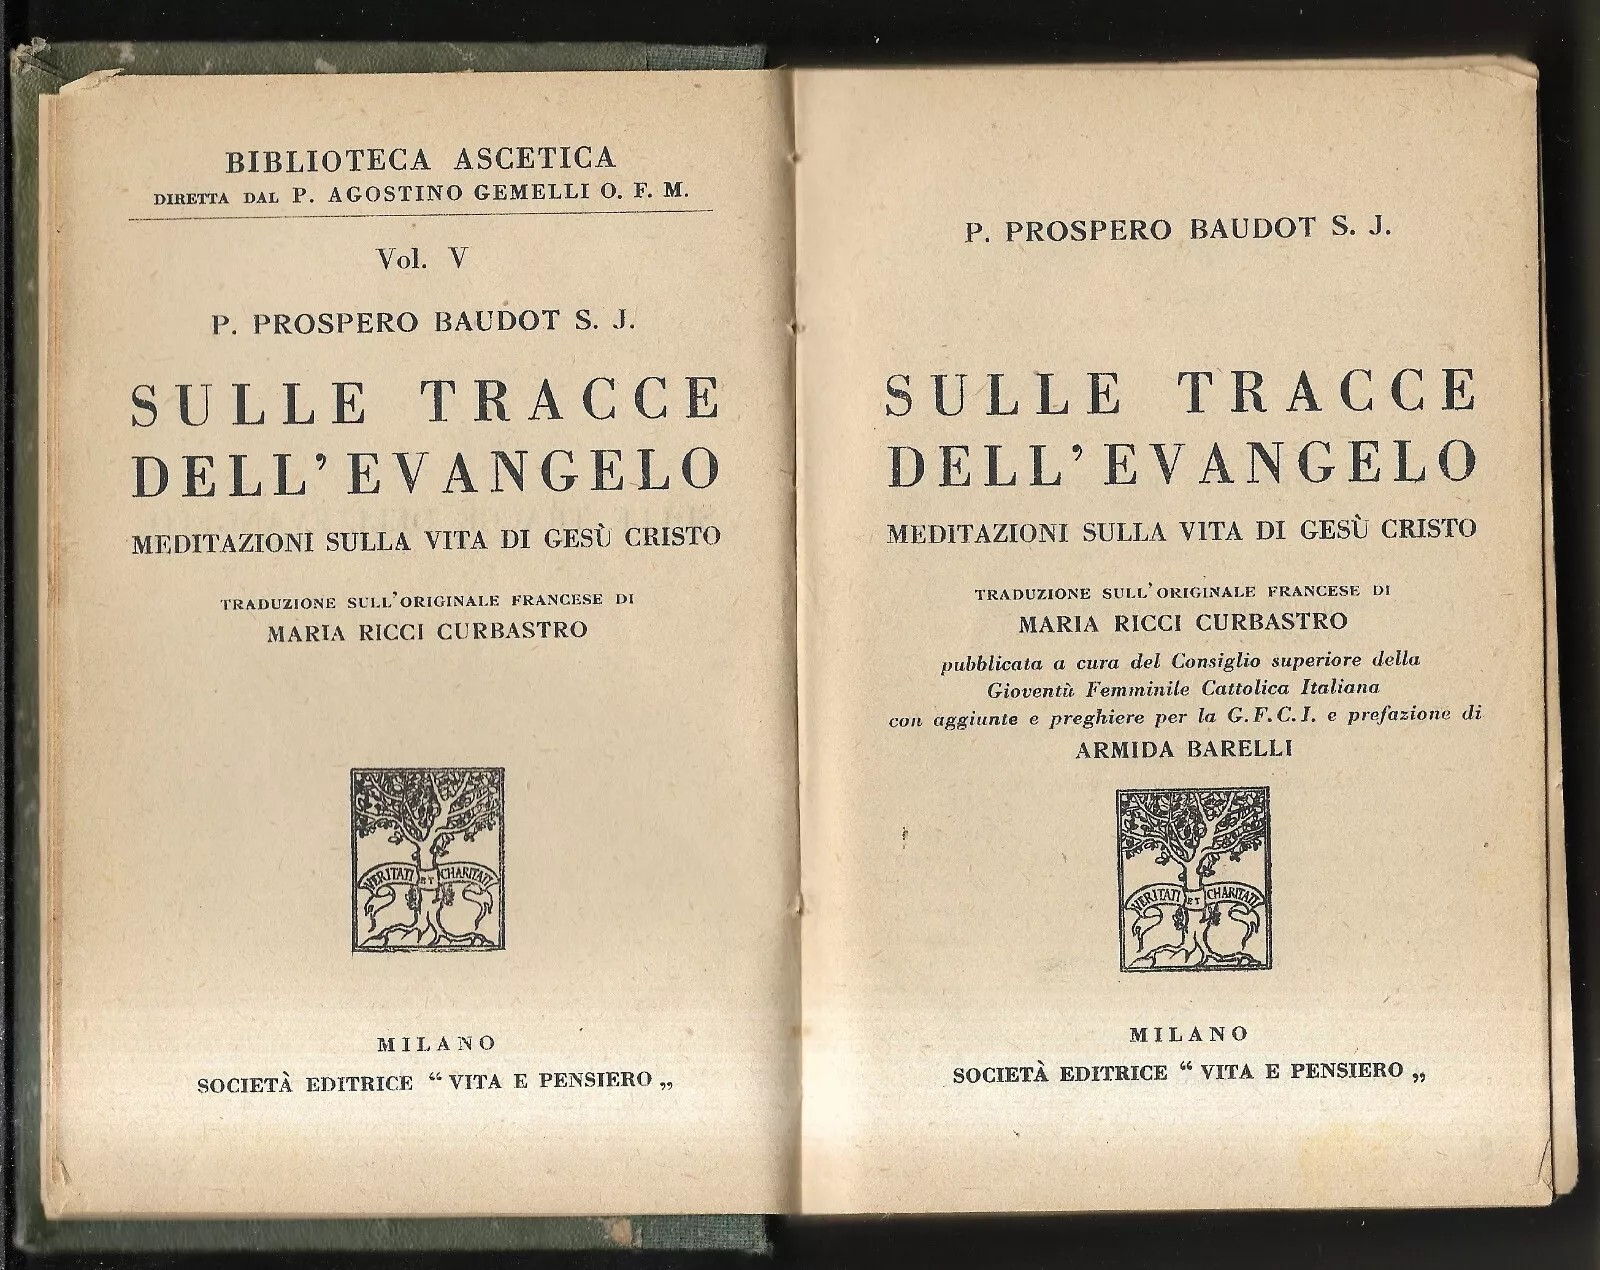 BIBLIOTECA ASCETICA
DIRETTA DAL P. AGOSTINO GEMELLI O. F. M.
Vol. V
P. PROSPERO BAUDOT S. J.
SULLE TRACCE
DELL'EVANGELO
MEDITAZIONI SULLA VITA DI GESÙ CRISTO
TRADUZIONE SULL'ORIGINALE FRANCESE DI
MARIA RICCI CURBASTRO
VERITATI ET CHARITATI
MILANO
SOCIETÀ EDITRICE “ VITA E PENSIERO „
P. PROSPERO BAUDOT S. J.
SULLE TRACCE
DELL'EVANGELO
MEDITAZIONI SULLA VITA DI GESÙ CRISTO
TRADUZIONE SULL'ORIGINALE FRANCESE DI
MARIA RICCI CURBASTRO
pubblicata a cura del Consiglio superiore della
Gioventù Femminile Cattolica Italiana
con aggiunte e preghiere per la G. F. C. I. e prefazione di
ARMIDA BARELLI
VERITATI ET CHARITATI
MILANO
SOCIETÀ EDITRICE “ VITA E PENSIERO „